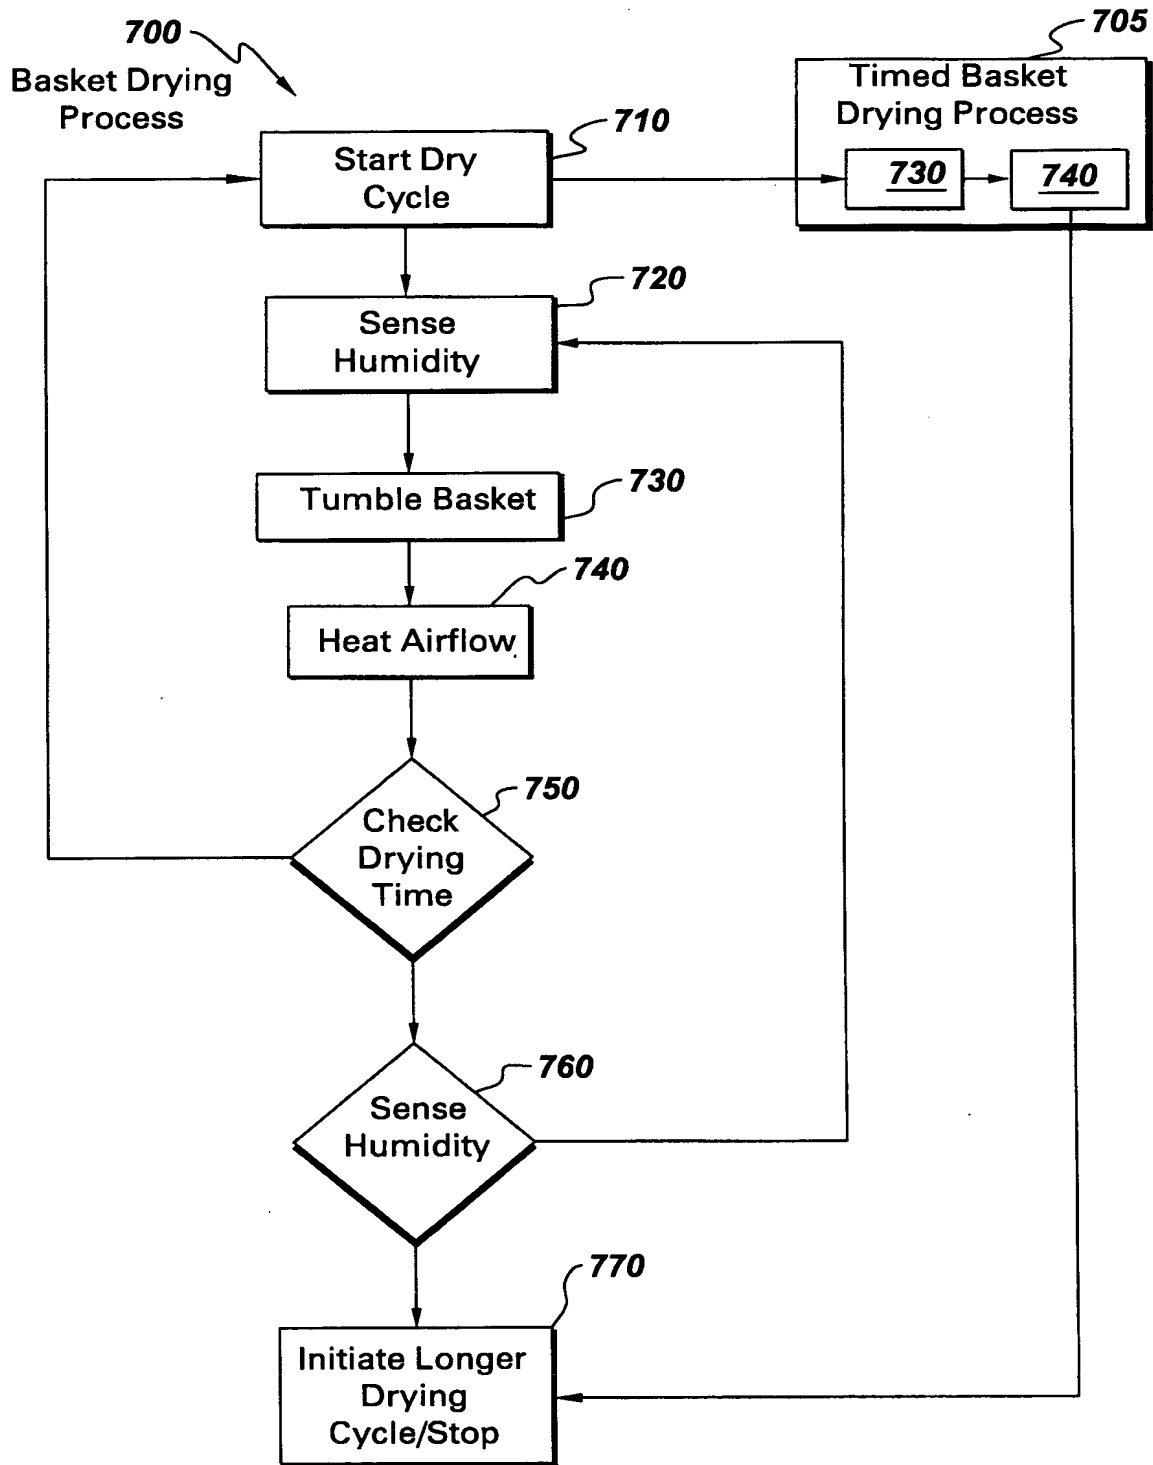 700
Basket Drying
Process
705
Timed Basket
Drying Process
730
740
710
Start Dry
Cycle
720
Sense
Humidity
730
Tumble Basket
740
Heat Airflow
750
Check
Drying
Time
760
Sense
Humidity
770
Initiate Longer
Drying
Cycle/Stop